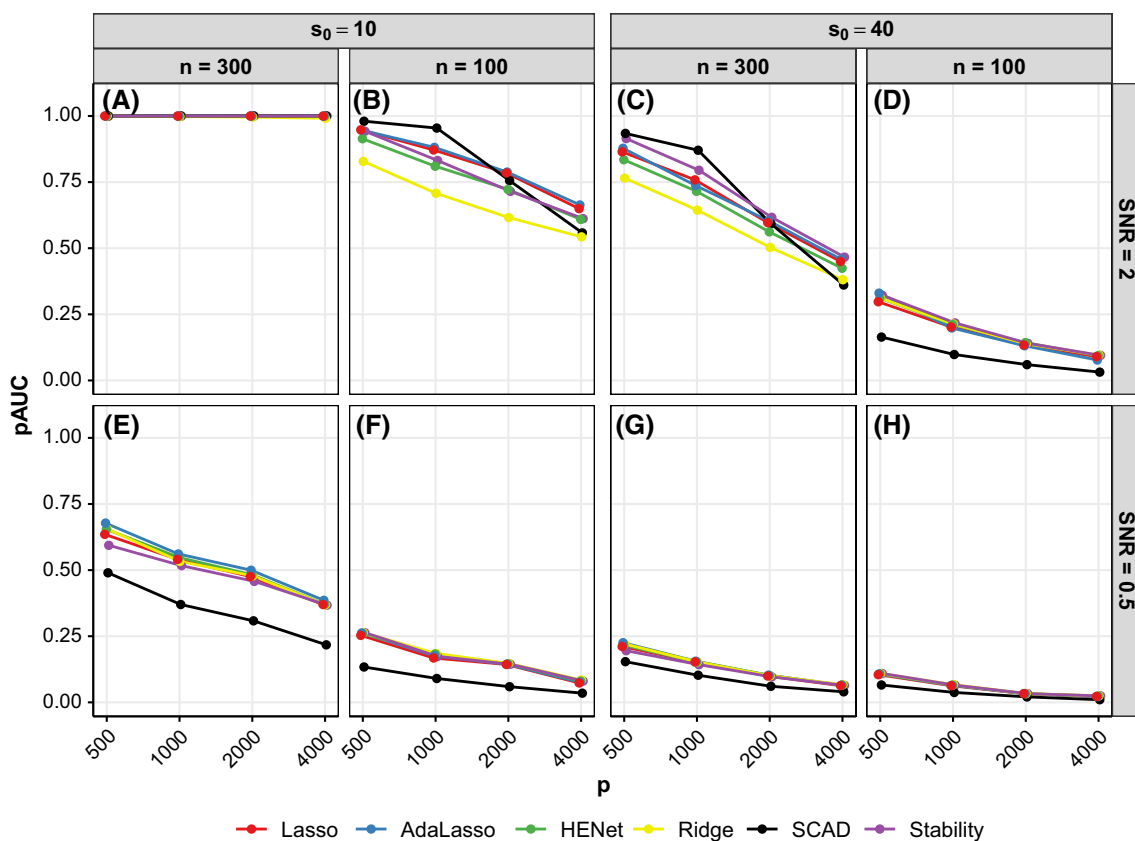 s₀ = 10
s₀ = 40
n = 300
n = 100
n = 300
n = 100
(A)
(B)
(C)
(D)
1.00
0.75
0.50
0.25
0.00
SNR = 2
pAUC
(E)
(F)
(G)
(H)
1.00
0.75
0.50
0.25
0.00
SNR = 0.5
500
1000
2000
4000
500
1000
2000
4000
500
1000
2000
4000
500
1000
2000
4000
p
Lasso AdaLasso HENet Ridge SCAD Stability